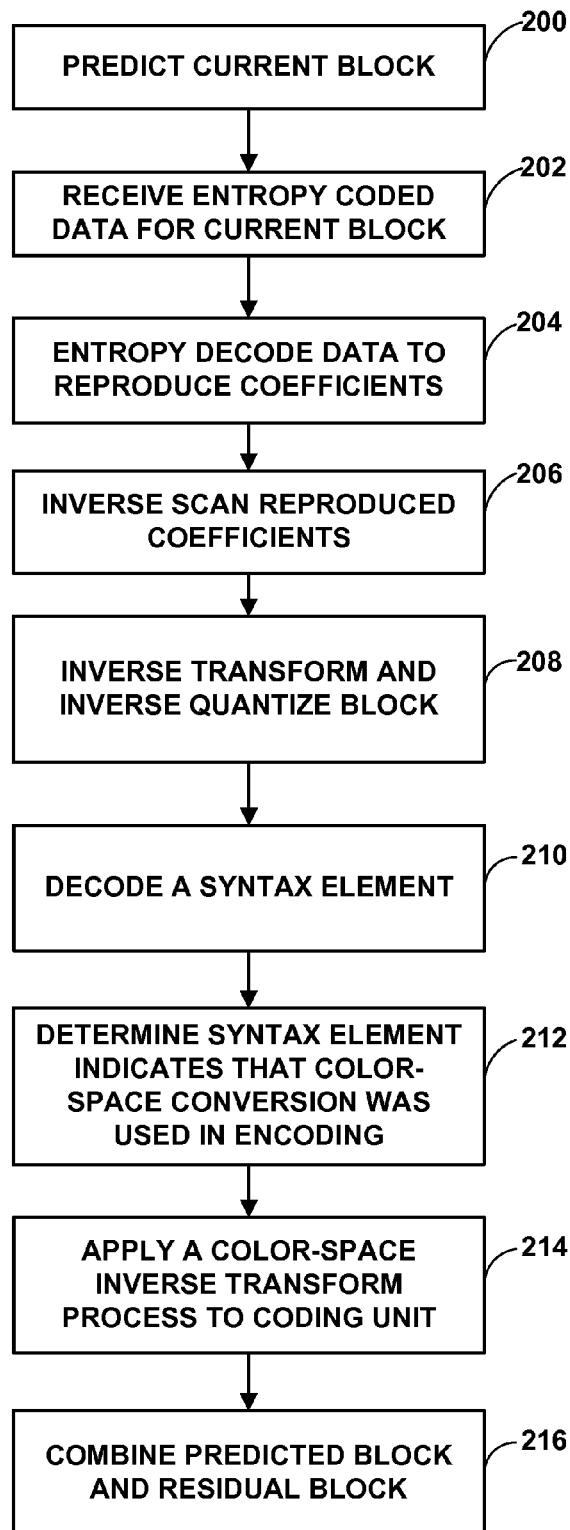 200
PREDICT CURRENT BLOCK
202
RECEIVE ENTROPY CODED
DATA FOR CURRENT BLOCK
204
ENTROPY DECODE DATA TO
REPRODUCE COEFFICIENTS
206
INVERSE SCAN REPRODUCED
COEFFICIENTS
208
INVERSE TRANSFORM AND
INVERSE QUANTIZE BLOCK
210
DECODE A SYNTAX ELEMENT
212
DETERMINE SYNTAX ELEMENT
INDICATES THAT COLOR-
SPACE CONVERSION WAS
USED IN ENCODING
214
APPLY A COLOR-SPACE
INVERSE TRANSFORM
PROCESS TO CODING UNIT
216
COMBINE PREDICTED BLOCK
AND RESIDUAL BLOCK